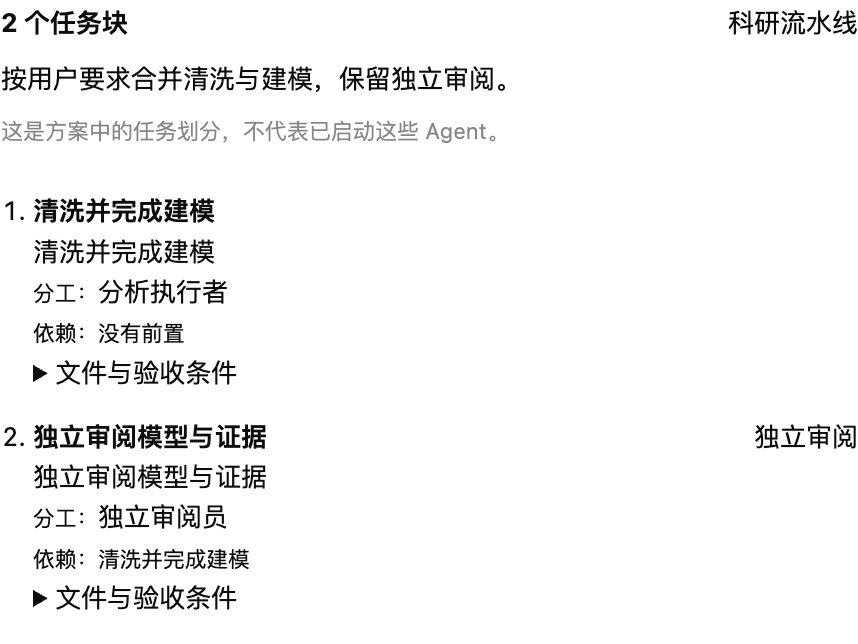 2 个任务块 科研流水线
按用户要求合并清洗与建模，保留独立审阅。
这是方案中的任务划分，不代表已启动这些 Agent。
1. 清洗并完成建模
清洗并完成建模
分工：分析执行者
依赖：没有前置
▶ 文件与验收条件
2. 独立审阅模型与证据 独立审阅
独立审阅模型与证据
分工：独立审阅员
依赖：清洗并完成建模
▶ 文件与验收条件